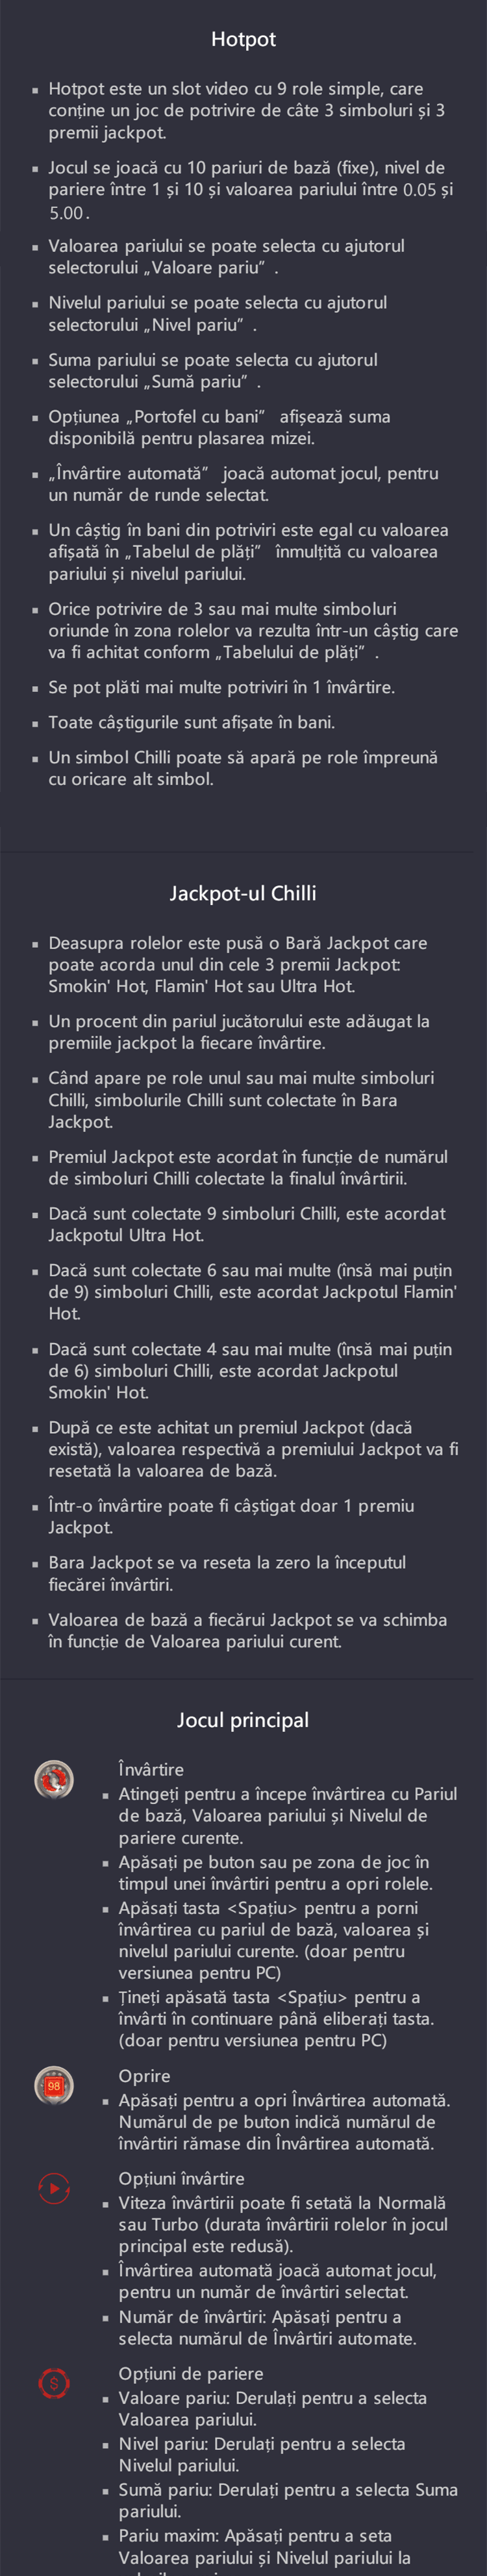 Hotpot
▪ Hotpot este un slot video cu 9 role simple, care
conține un joc de potrivire de câte 3 simboluri și 3
premii jackpot.
▪ Jocul se joacă cu 10 pariuri de bază (fixe), nivel de
pariere între 1 și 10 și valoarea pariului între 0.05 și
5.00 .
▪ Valoarea pariului se poate selecta cu ajutorul
selectorului „Valoare pariu” .
▪ Nivelul pariului se poate selecta cu ajutorul
selectorului „Nivel pariu” .
▪ Suma pariului se poate selecta cu ajutorul
selectorului „Sumă pariu” .
▪ Opțiunea „Portofel cu bani” afișează suma
disponibilă pentru plasarea mizei.
▪ „Învârtire automată” joacă automat jocul, pentru
un număr de runde selectat.
▪ Un câștig în bani din potriviri este egal cu valoarea
afișată în „Tabelul de plăți” înmulțită cu valoarea
pariului și nivelul pariului.
▪ Orice potrivire de 3 sau mai multe simboluri
oriunde în zona rolelor va rezulta într-un câștig care
va fi achitat conform „Tabelului de plăți” .
▪ Se pot plăti mai multe potriviri în 1 învârtire.
▪ Toate câștigurile sunt afișate în bani.
▪ Un simbol Chilli poate să apară pe role împreună
cu oricare alt simbol.
Jackpot-ul Chilli
▪ Deasupra rolelor este pusă o Bară Jackpot care
poate acorda unul din cele 3 premii Jackpot:
Smokin' Hot, Flamin' Hot sau Ultra Hot.
▪ Un procent din pariul jucătorului este adăugat la
premiile jackpot la fiecare învârtire.
▪ Când apare pe role unul sau mai multe simboluri
Chilli, simbolurile Chilli sunt colectate în Bara
Jackpot.
▪ Premiul Jackpot este acordat în funcție de numărul
de simboluri Chilli colectate la finalul învârtirii.
▪ Dacă sunt colectate 9 simboluri Chilli, este acordat
Jackpotul Ultra Hot.
▪ Dacă sunt colectate 6 sau mai multe (însă mai puțin
de 9) simboluri Chilli, este acordat Jackpotul Flamin'
Hot.
▪ Dacă sunt colectate 4 sau mai multe (însă mai puțin
de 6) simboluri Chilli, este acordat Jackpotul
Smokin' Hot.
▪ După ce este achitat un premiul Jackpot (dacă
există), valoarea respectivă a premiului Jackpot va fi
resetată la valoarea de bază.
▪ Într-o învârtire poate fi câștigat doar 1 premiu
Jackpot.
▪ Bara Jackpot se va reseta la zero la începutul
fiecărei învârtiri.
▪ Valoarea de bază a fiecărui Jackpot se va schimba
în funcție de Valoarea pariului curent.
Jocul principal
Învârtire
▪ Atingeți pentru a începe învârtirea cu Pariul
de bază, Valoarea pariului și Nivelul de
pariere curente.
▪ Apăsați pe buton sau pe zona de joc în
timpul unei învârtiri pentru a opri rolele.
▪ Apăsați tasta <Spațiu> pentru a porni
învârtirea cu pariul de bază, valoarea și
nivelul pariului curente. (doar pentru
versiunea pentru PC)
▪ Țineți apăsată tasta <Spațiu> pentru a
învârti în continuare până eliberați tasta.
(doar pentru versiunea pentru PC)
98
Oprire
▪ Apăsați pentru a opri Învârtirea automată.
Numărul de pe buton indică numărul de
învârtiri rămase din Învârtirea automată.
Opțiuni învârtire
▪ Viteza învârtirii poate fi setată la Normală
sau Turbo (durata învârtirii rolelor în jocul
principal este redusă).
▪ Învârtirea automată joacă automat jocul,
pentru un număr de învârtiri selectat.
▪ Număr de învârtiri: Apăsați pentru a
selecta numărul de Învârtiri automate.
$
Opțiuni de pariere
▪ Valoare pariu: Derulați pentru a selecta
Valoarea pariului.
▪ Nivel pariu: Derulați pentru a selecta
Nivelul pariului.
▪ Sumă pariu: Derulați pentru a selecta Suma
pariului.
▪ Pariu maxim: Apăsați pentru a seta
Valoarea pariului și Nivelul pariului la